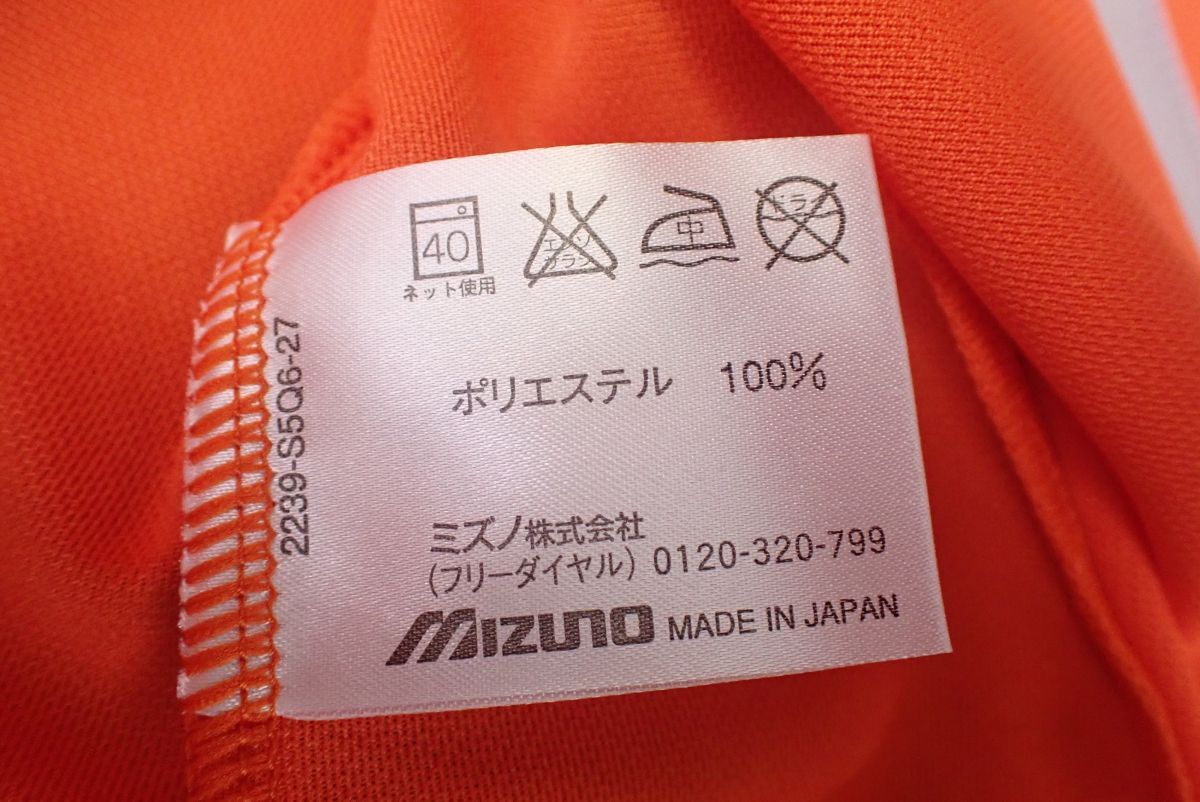 40
ネット使用
エンソ
サラシ
中
ドライ
ポリエステル 100%
ミズノ株式会社
(フリーダイヤル) 0120-320-799
MIZUNO MADE IN JAPAN
2239-S5Q6-27